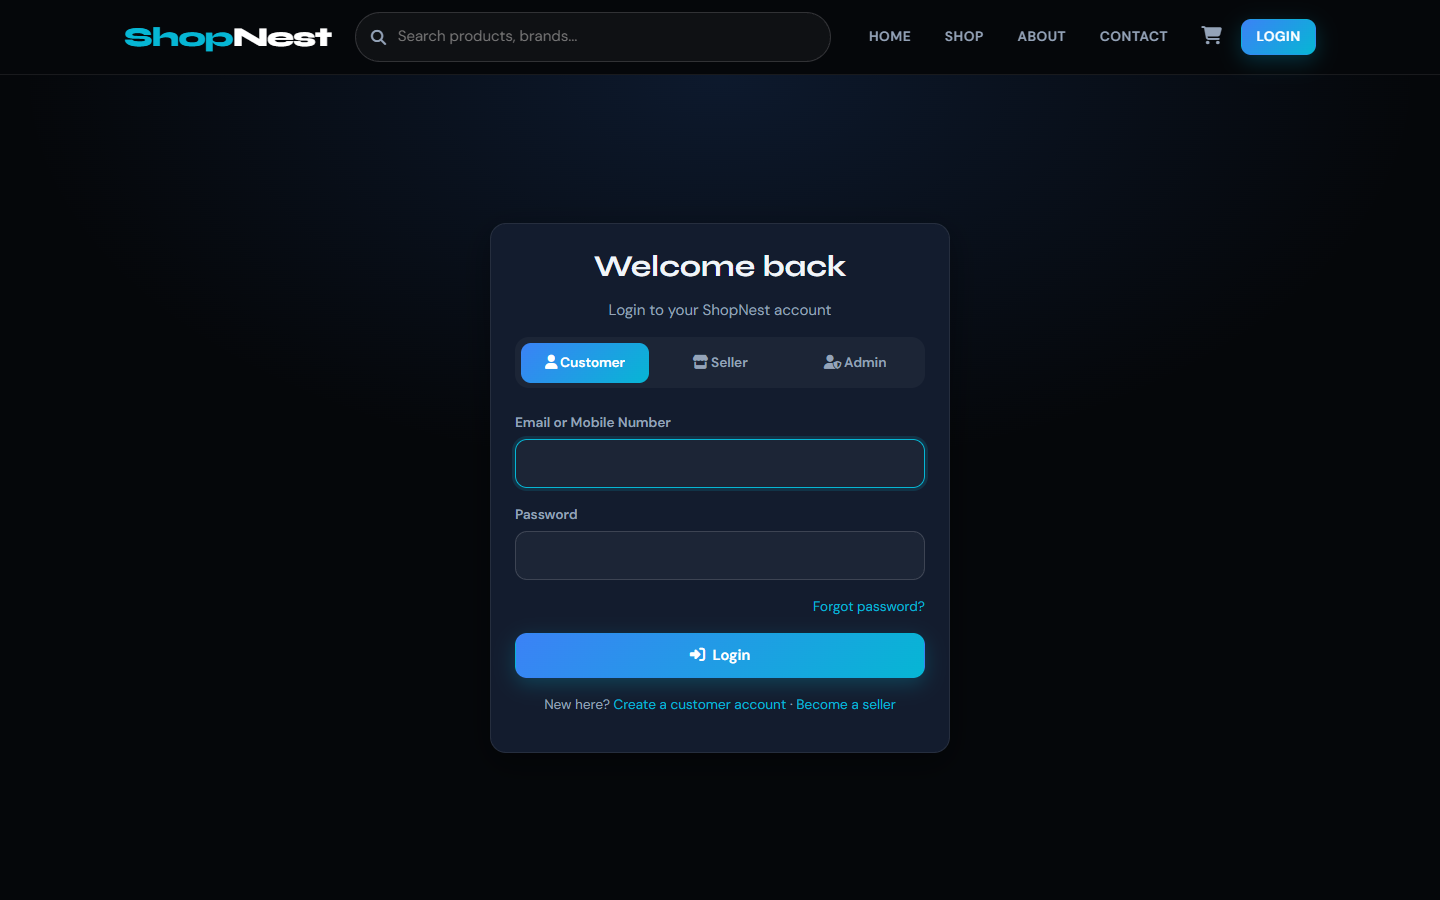 ShopNest Search products, brands... HOME SHOP ABOUT CONTACT LOGIN
Welcome back
Login to your ShopNest account
Customer Seller Admin
Email or Mobile Number
Password
Forgot password?
Login
New here? Create a customer account · Become a seller